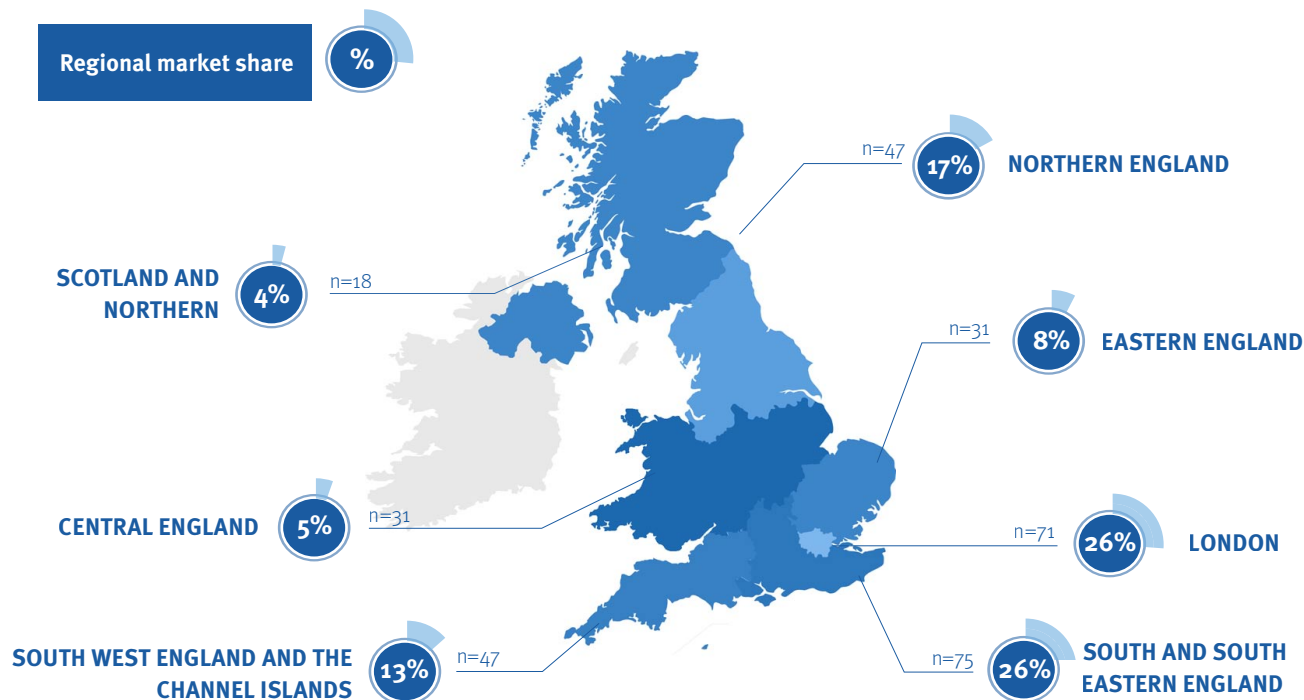 Regional market share
%
n=47
17%
NORTHERN ENGLAND
SCOTLAND AND
NORTHERN
4%
n=18
n=31
8%
EASTERN ENGLAND
CENTRAL ENGLAND
5%
n=31
n=71
26%
LONDON
SOUTH WEST ENGLAND AND THE
CHANNEL ISLANDS
13%
n=47
n=75
26%
SOUTH AND SOUTH
EASTERN ENGLAND